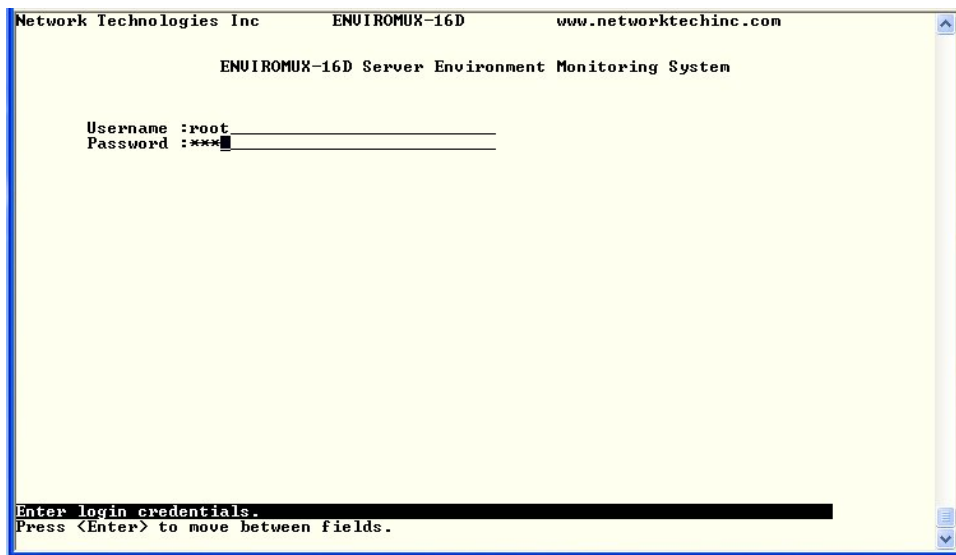 Network Technologies Inc ENVIROMUX-16D www.networktechinc.com
ENVIROMUX-16D Server Environment Monitoring System
Username :root
Password :***
Enter login credentials.
Press <Enter> to move between fields.